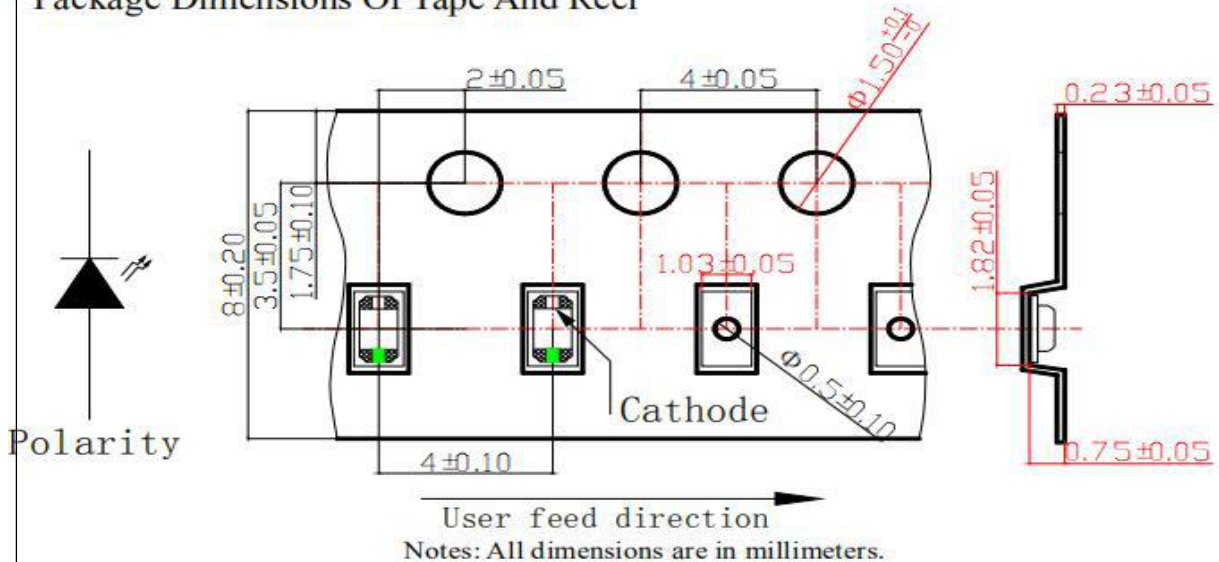 Package Dimensions Of Tape And Reel
2±0.05
4±0.05
Φ1.50+0.1-0
0.23±0.05
8±0.20
3.5±0.05
1.75±0.10
1.03±0.05
1.82±0.05
Φ0.5±0.10
Cathode
Polarity
4±0.10
0.75±0.05
User feed direction
Notes: All dimensions are in millimeters.